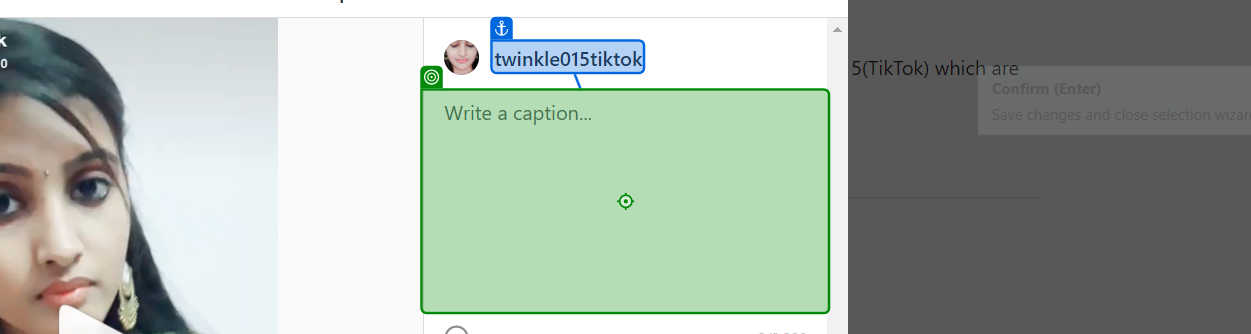 k
0
twinkle015tiktok
Write a caption...
5(TikTok) which are
Confirm (Enter)
Save changes and close selection wizard